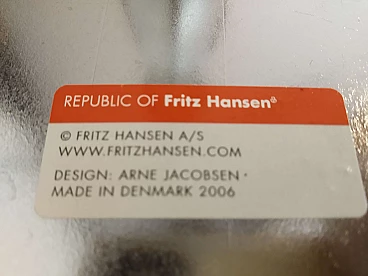 REPUBLIC OF Fritz Hansen®
© FRITZ HANSEN A/S
WWW.FRITZHANSEN.COM
DESIGN: ARNE JACOBSEN •
MADE IN DENMARK 2006